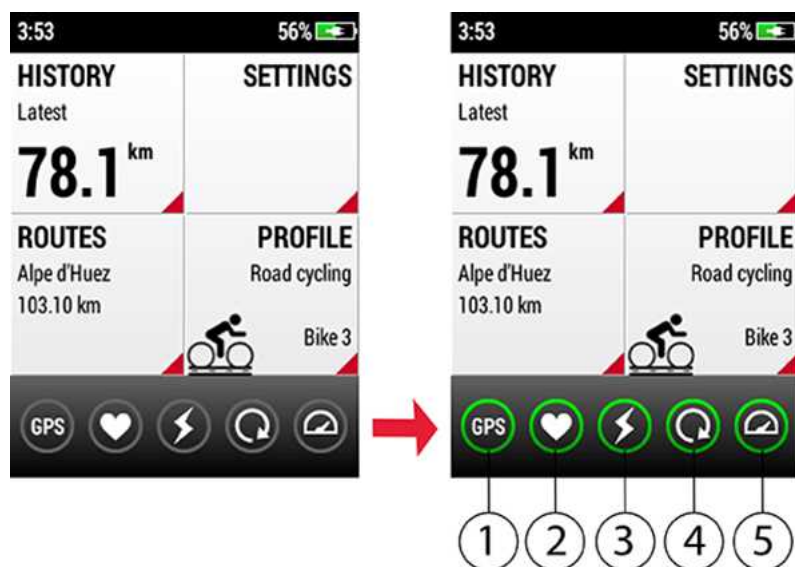 3:53 56%
HISTORY SETTINGS
Latest
78.1 km
ROUTES PROFILE
Alpe d'Huez Road cycling
103.10 km
Bike 3
GPS
3:53 56%
HISTORY SETTINGS
Latest
78.1 km
ROUTES PROFILE
Alpe d'Huez Road cycling
103.10 km
Bike 3
GPS
1 2 3 4 5